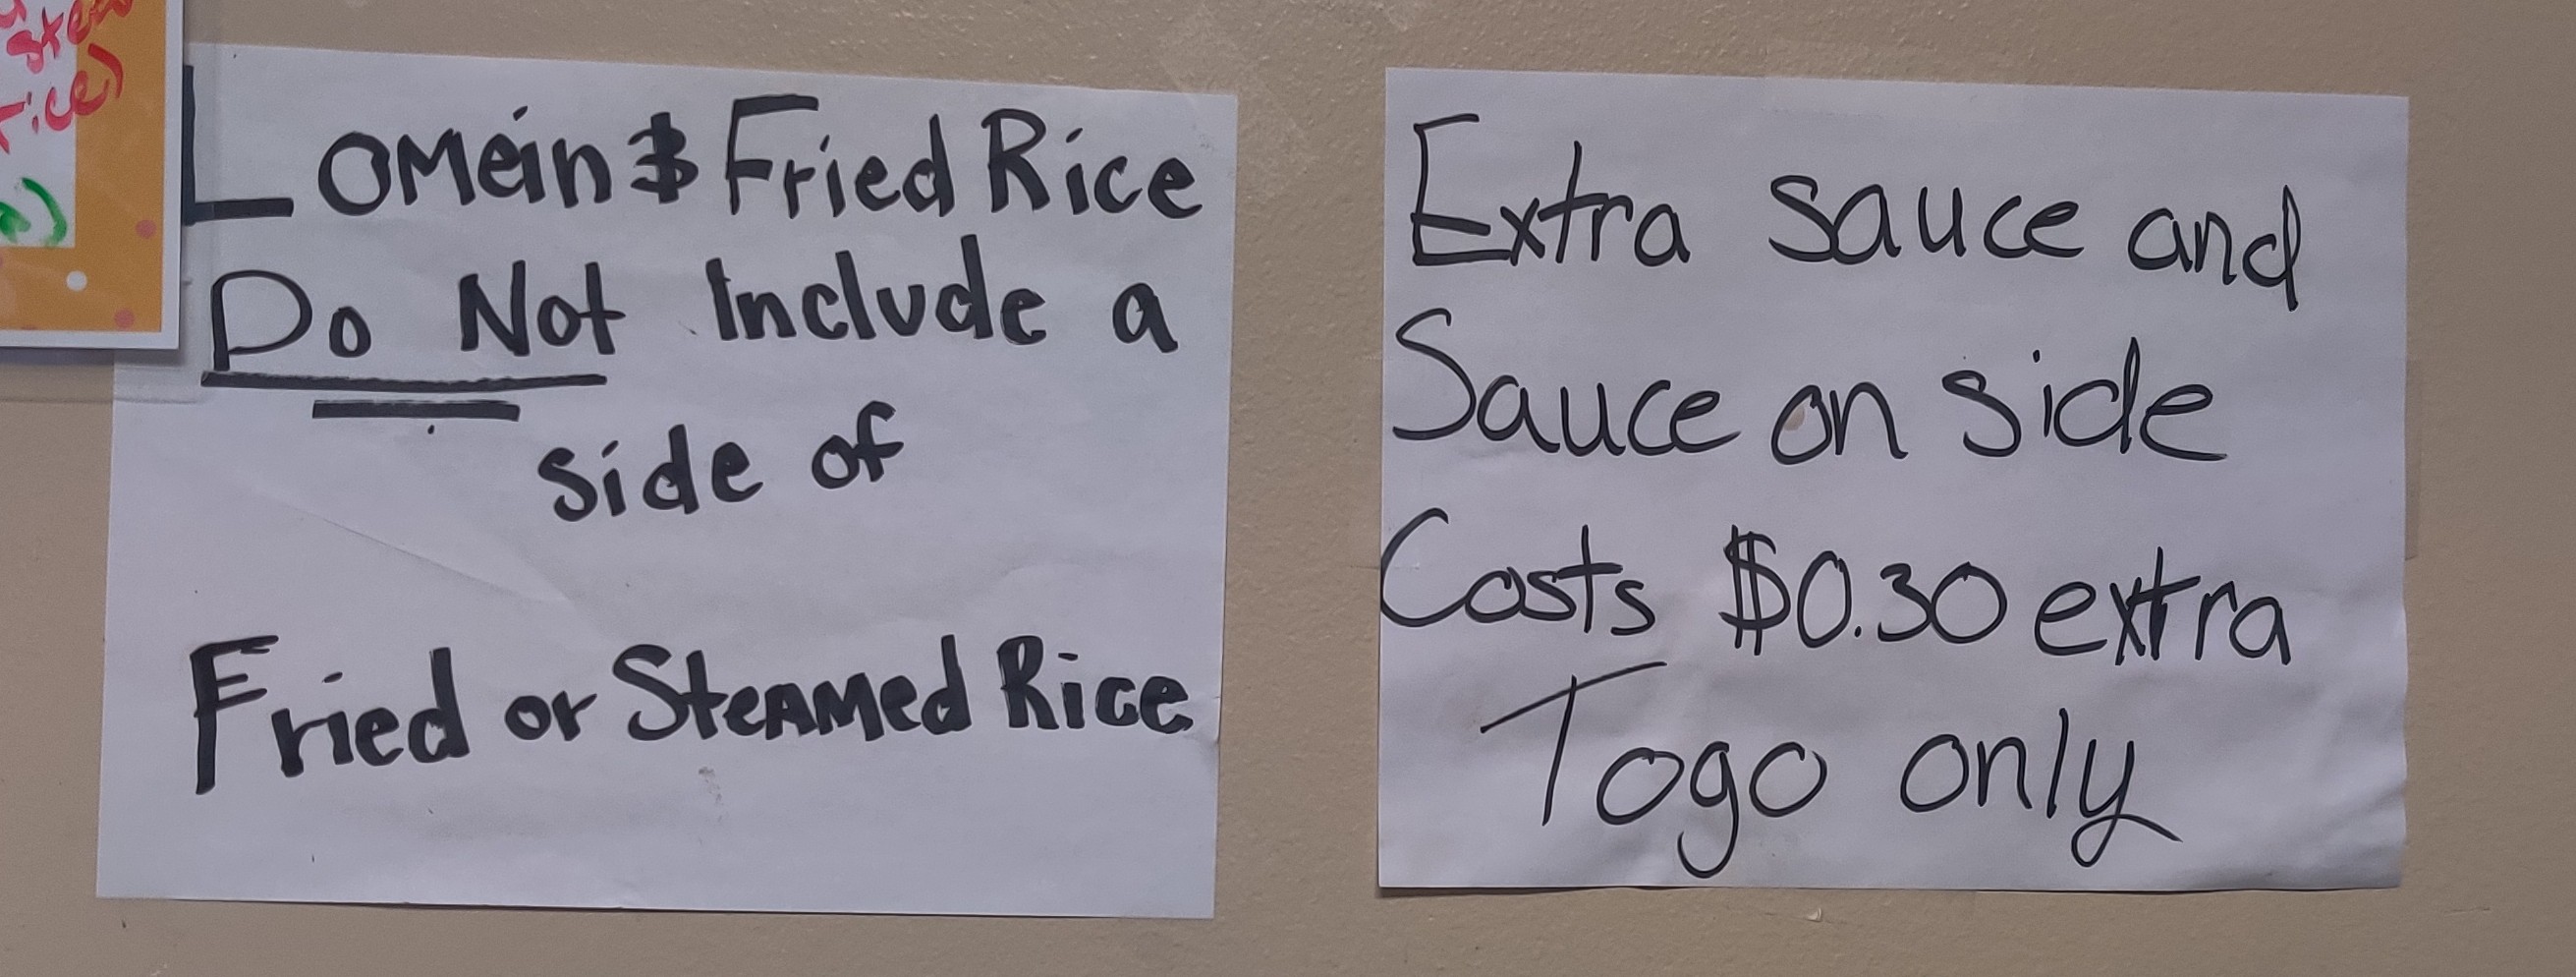 Lomein & Fried Rice
Do Not Include a
side of
Fried or Steamed Rice
Extra sauce and
Sauce on side
Costs $0.30 extra
Togo only